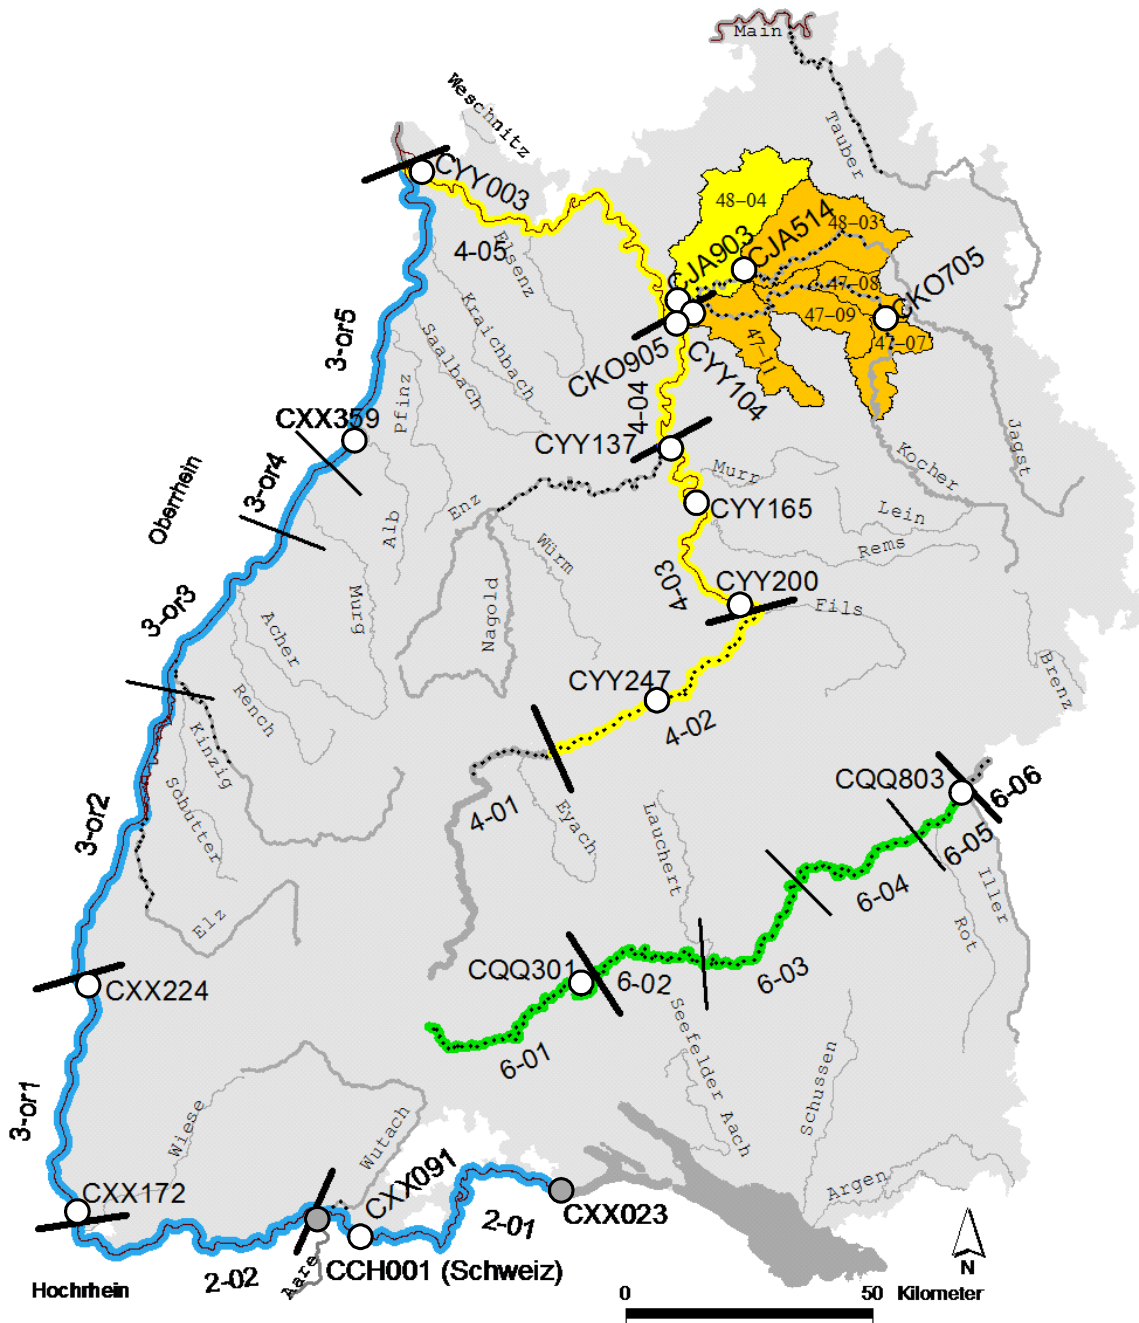 Main
Weschnitz
Tauber
CYY003
48–04
48–03
CJA514
CJA903
4-05
Elsenz
47–08
CKO705
47–09
47–07
47–11
Kraichbach
Saalbach
3-or5
Pfinz
CKO905
CYY104
4-04
CXX359
CYY137
Jagst
Kocher
Murr
Oberrhein
3-or4
Enz
CYY165
Lein
Alb
Würm
Rems
4-03
CYY200
Fils
3-or3
Acher
Murg
Nagold
Brenz
CYY247
Rench
Kinzig
4-02
CQQ803
6-06
3-or2
Schutter
4-01
Eyach
Lauchert
6-05
6-04
Iller
Elz
Rot
CQQ301
6-02
6-03
CXX224
Seefelder Aach
6-01
Schussen
3-or1
Wiese
Wutach
CXX172
CXX091
Argen
2-01
CXX023
2-02
Aare
CCH001 (Schweiz)
N
Hochrhein
0
50 Kilometer